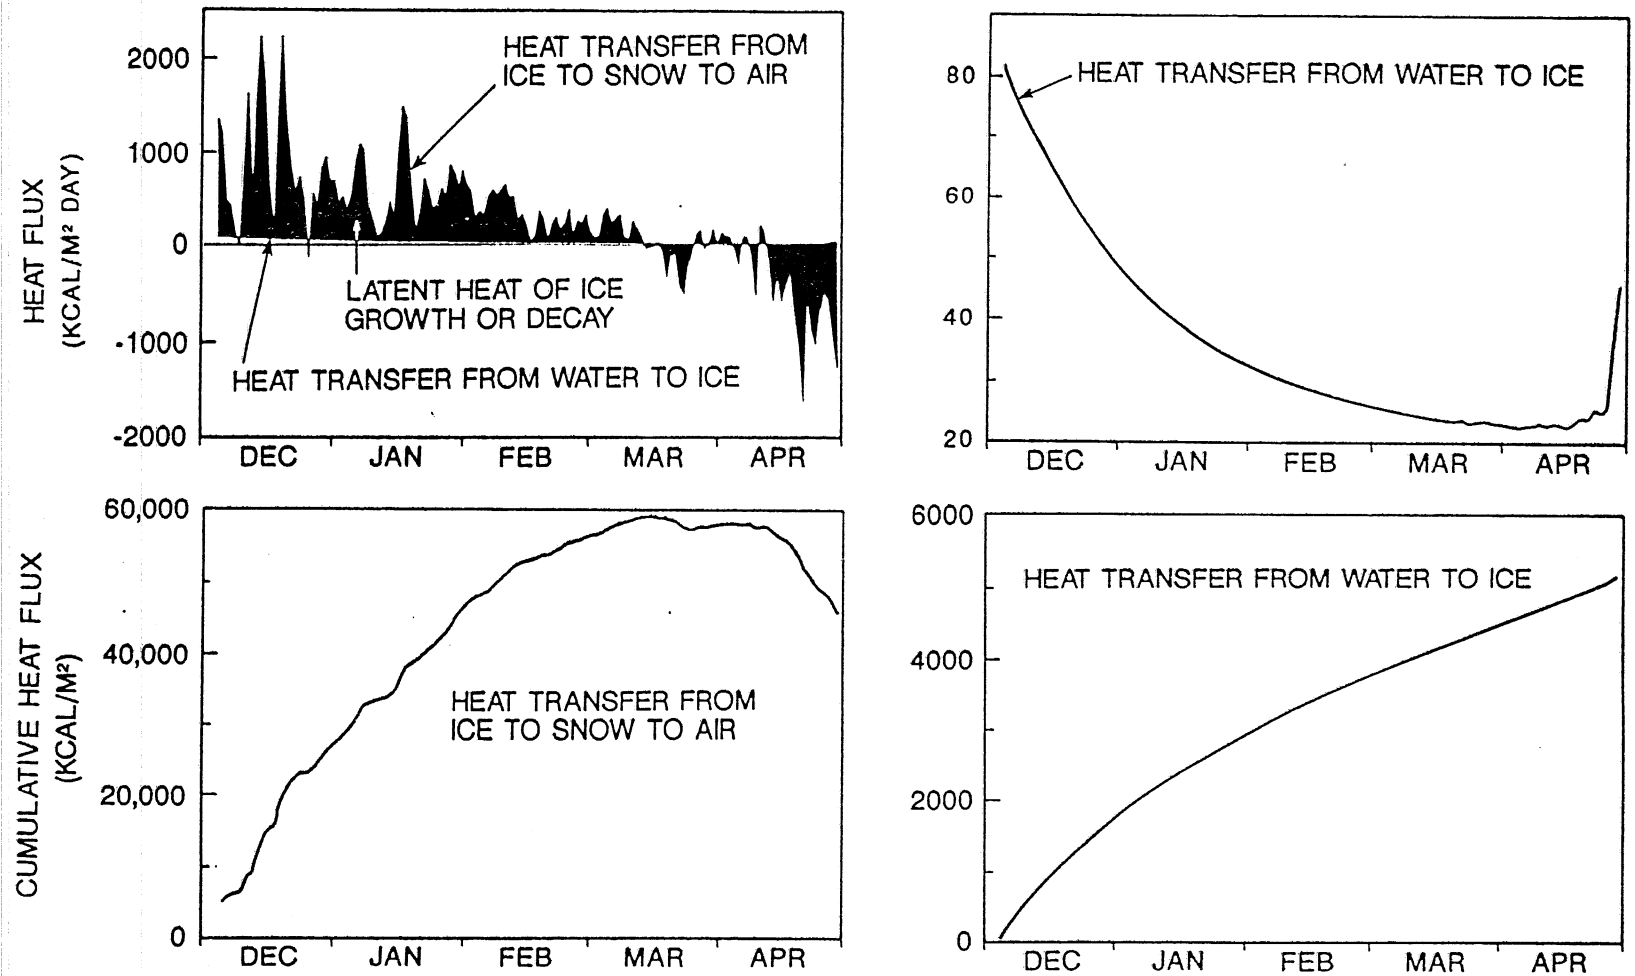 HEAT FLUX
(KCAL/M² DAY)
2000
1000
0
-1000
-2000
HEAT TRANSFER FROM
ICE TO SNOW TO AIR
LATENT HEAT OF ICE
GROWTH OR DECAY
HEAT TRANSFER FROM WATER TO ICE
DEC JAN FEB MAR APR
80
60
40
20
HEAT TRANSFER FROM WATER TO ICE
DEC JAN FEB MAR APR
CUMULATIVE HEAT FLUX
(KCAL/M²)
60,000
40,000
20,000
0
HEAT TRANSFER FROM
ICE TO SNOW TO AIR
DEC JAN FEB MAR APR
6000
4000
2000
0
HEAT TRANSFER FROM WATER TO ICE
DEC JAN FEB MAR APR